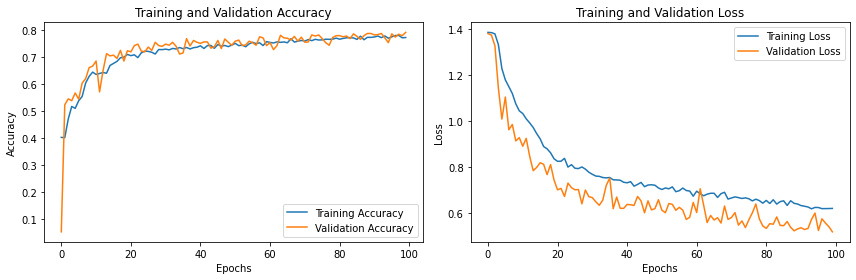 Training and Validation Accuracy
0.8
0.7
0.6
0.5
0.4
0.3
0.2
0.1
Accuracy
0
20
40
60
80
100
Epochs
Training Accuracy
Validation Accuracy
Training and Validation Loss
1.4
1.2
1.0
0.8
0.6
Loss
0
20
40
60
80
100
Epochs
Training Loss
Validation Loss